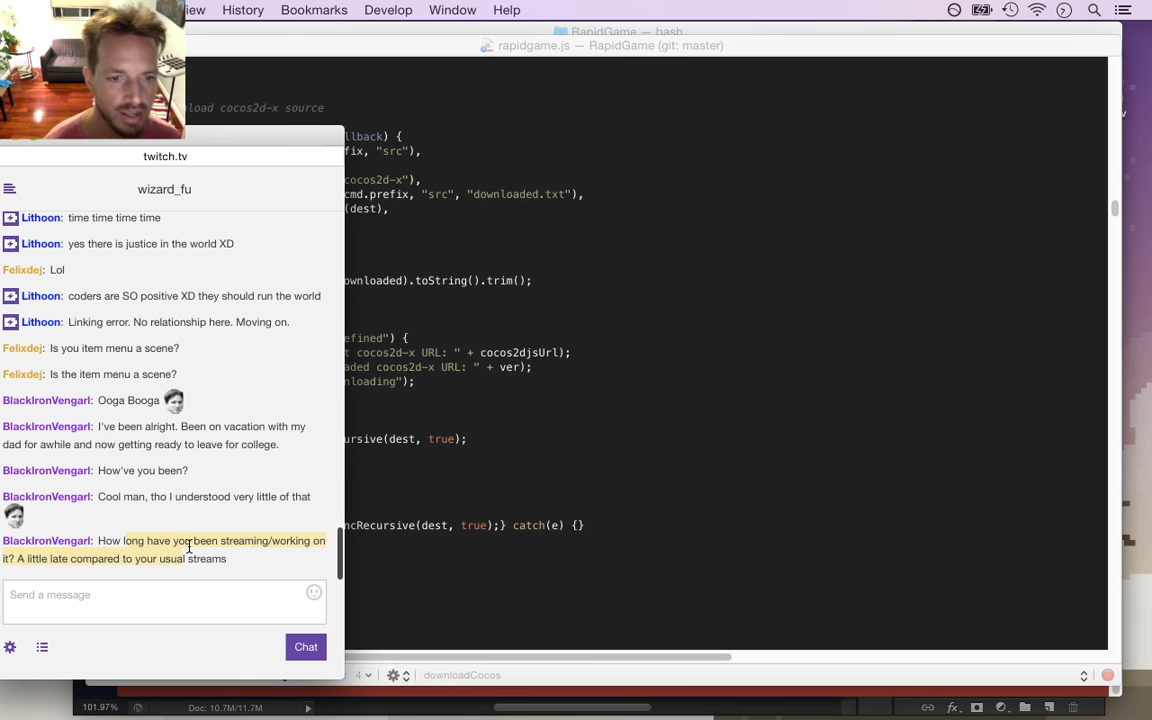 iew History Bookmarks Develop Window Help
RapidGame — bash
rapidgame.js — RapidGame (git: master)
nload cocos2d-x source
llback) {
fix, "src"),
cocos2d-x"),
cmd.prefix, "src", "downloaded.txt"),
(dest),
ownloaded).toString().trim();
efined") {
t cocos2d-x URL: " + cocos2djsUrl);
aded cocos2d-x URL: " + ver);
nloading");
ursive(dest, true);
ncRecursive(dest, true);} catch(e) {}
twitch.tv
wizard_fu
Lithoon: time time time time
Lithoon: yes there is justice in the world XD
Felixdej: Lol
Lithoon: coders are SO positive XD they should run the world
Lithoon: Linking error. No relationship here. Moving on.
Felixdej: Is you item menu a scene?
Felixdej: Is the item menu a scene?
BlackIronVengarl: Ooga Booga
BlackIronVengarl: I've been alright. Been on vacation with my
dad for awhile and now getting ready to leave for college.
BlackIronVengarl: How've you been?
BlackIronVengarl: Cool man, tho I understood very little of that
BlackIronVengarl: How long have you been streaming/working on
it? A little late compared to your usual streams
Send a message
Chat
4
downloadCocos
101.97%
Doc: 10.7M/11.7M
fx